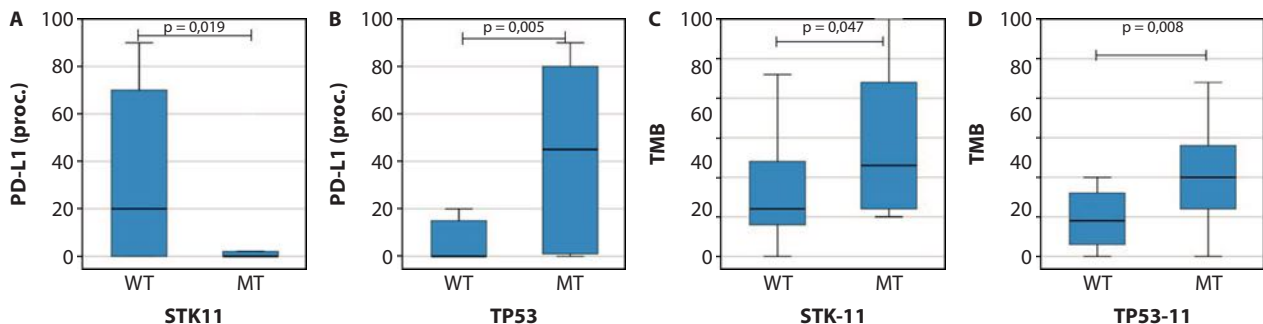 A
PD-L1 (proc.)
100
80
60
40
20
0
p = 0,019
WT MT
STK11
B
PD-L1 (proc.)
100
80
60
40
20
0
p = 0,005
WT MT
TP53
C
TMB
100
80
60
40
20
0
p = 0,047
WT MT
STK-11
D
TMB
100
80
60
40
20
0
p = 0,008
WT MT
TP53-11